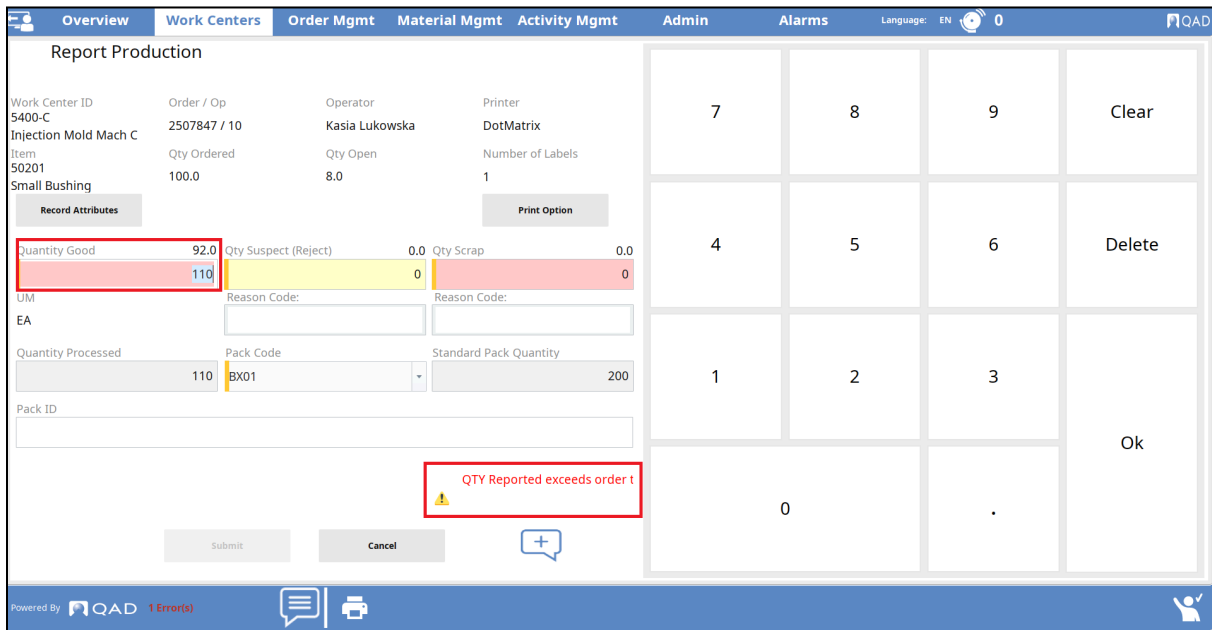 Overview Work Centers Order Mgmt Material Mgmt Activity Mgmt Admin Alarms Language: EN 0 QAD
Report Production
Work Center ID Order / Op Operator Printer
5400-C 2507847 / 10 Kasia Lukowska DotMatrix
Injection Mold Mach C
Item Qty Ordered Qty Open Number of Labels
50201 100.0 8.0 1
Small Bushing
Record Attributes Print Option
Quantity Good 92.0 Qty Suspect (Reject) 0.0 Qty Scrap 0.0
110 0 0
UM Reason Code: Reason Code:
EA
Quantity Processed Pack Code Standard Pack Quantity
110 BX01 200
Pack ID
QTY Reported exceeds order t
Submit Cancel
7 8 9 Clear
4 5 6 Delete
1 2 3
Ok
0 .
Powered By QAD 1 Error(s)